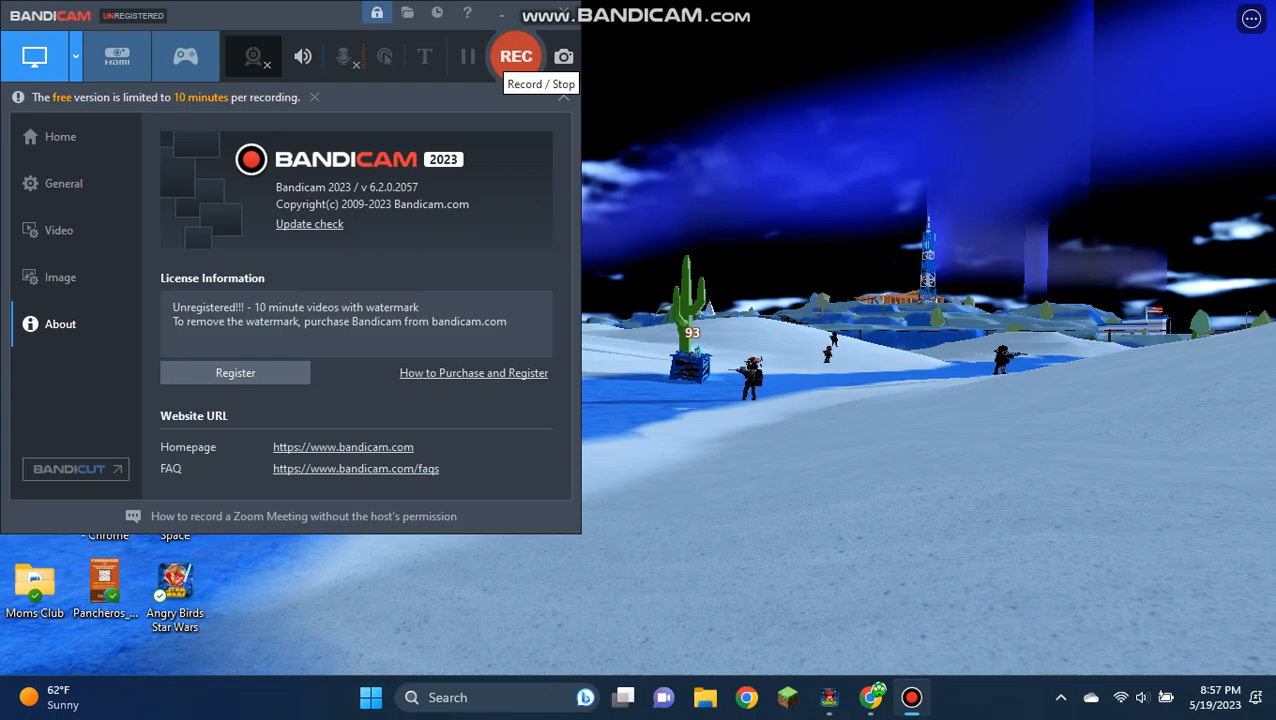 BANDICAM UNREGISTERED
www.BANDICAM.com
HDMI
T
REC
Record / Stop
The free version is limited to 10 minutes per recording.
Home
General
Video
Image
About
BANDICUT
BANDICAM 2023
Bandicam 2023 / v 6.2.0.2057
Copyright(c) 2009-2023 Bandicam.com
Update check
License Information
Unregistered!!! - 10 minute videos with watermark
To remove the watermark, purchase Bandicam from bandicam.com
Register
How to Purchase and Register
Website URL
Homepage
https://www.bandicam.com
FAQ
https://www.bandicam.com/faqs
How to record a Zoom Meeting without the host's permission
93
- Chrome
Space
Moms Club
Pancheros_...
Angry Birds
Star Wars
62°F
Sunny
Search
8:57 PM
5/19/2023